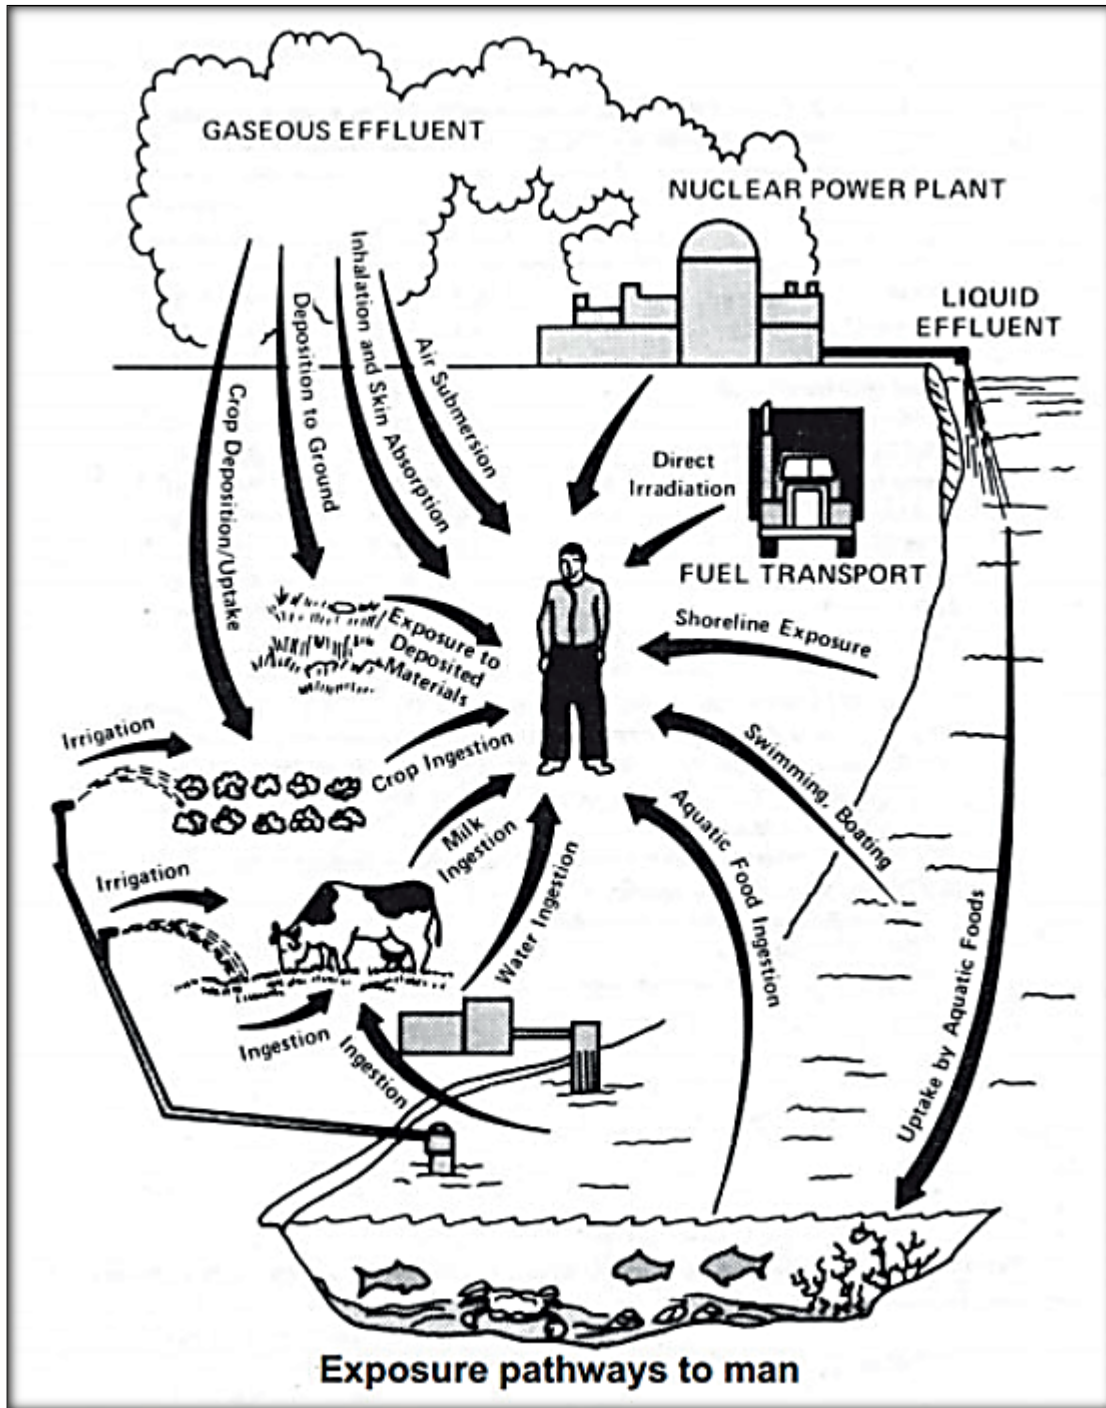 GASEOUS EFFLUENT
NUCLEAR POWER PLANT
LIQUID
EFFLUENT
Inhalation and Skin Absorption
Deposition to Ground
Air Submersion
Crop Deposition/Uptake
Direct
Irradiation
FUEL TRANSPORT
Exposure to
Deposited
Materials
Shoreline Exposure
Irrigation
Crop Ingestion
Swimming, Boating
Milk
Ingestion
Aquatic Food Ingestion
Irrigation
Water Ingestion
Uptake by Aquatic Foods
Ingestion
Ingestion
Exposure pathways to man